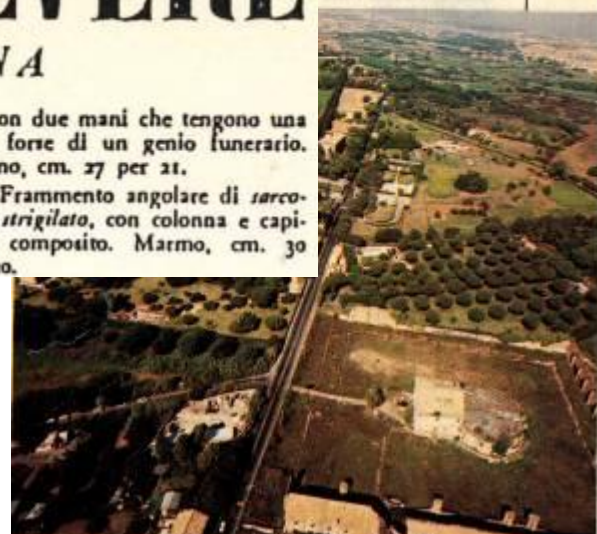 NA
on due mani che tengono una
forse di un genio funerario.
no, cm. 27 per 21.
Frammento angolare di sarco-
strigilato, con colonna e capi-
composito. Marmo, cm. 30
o.